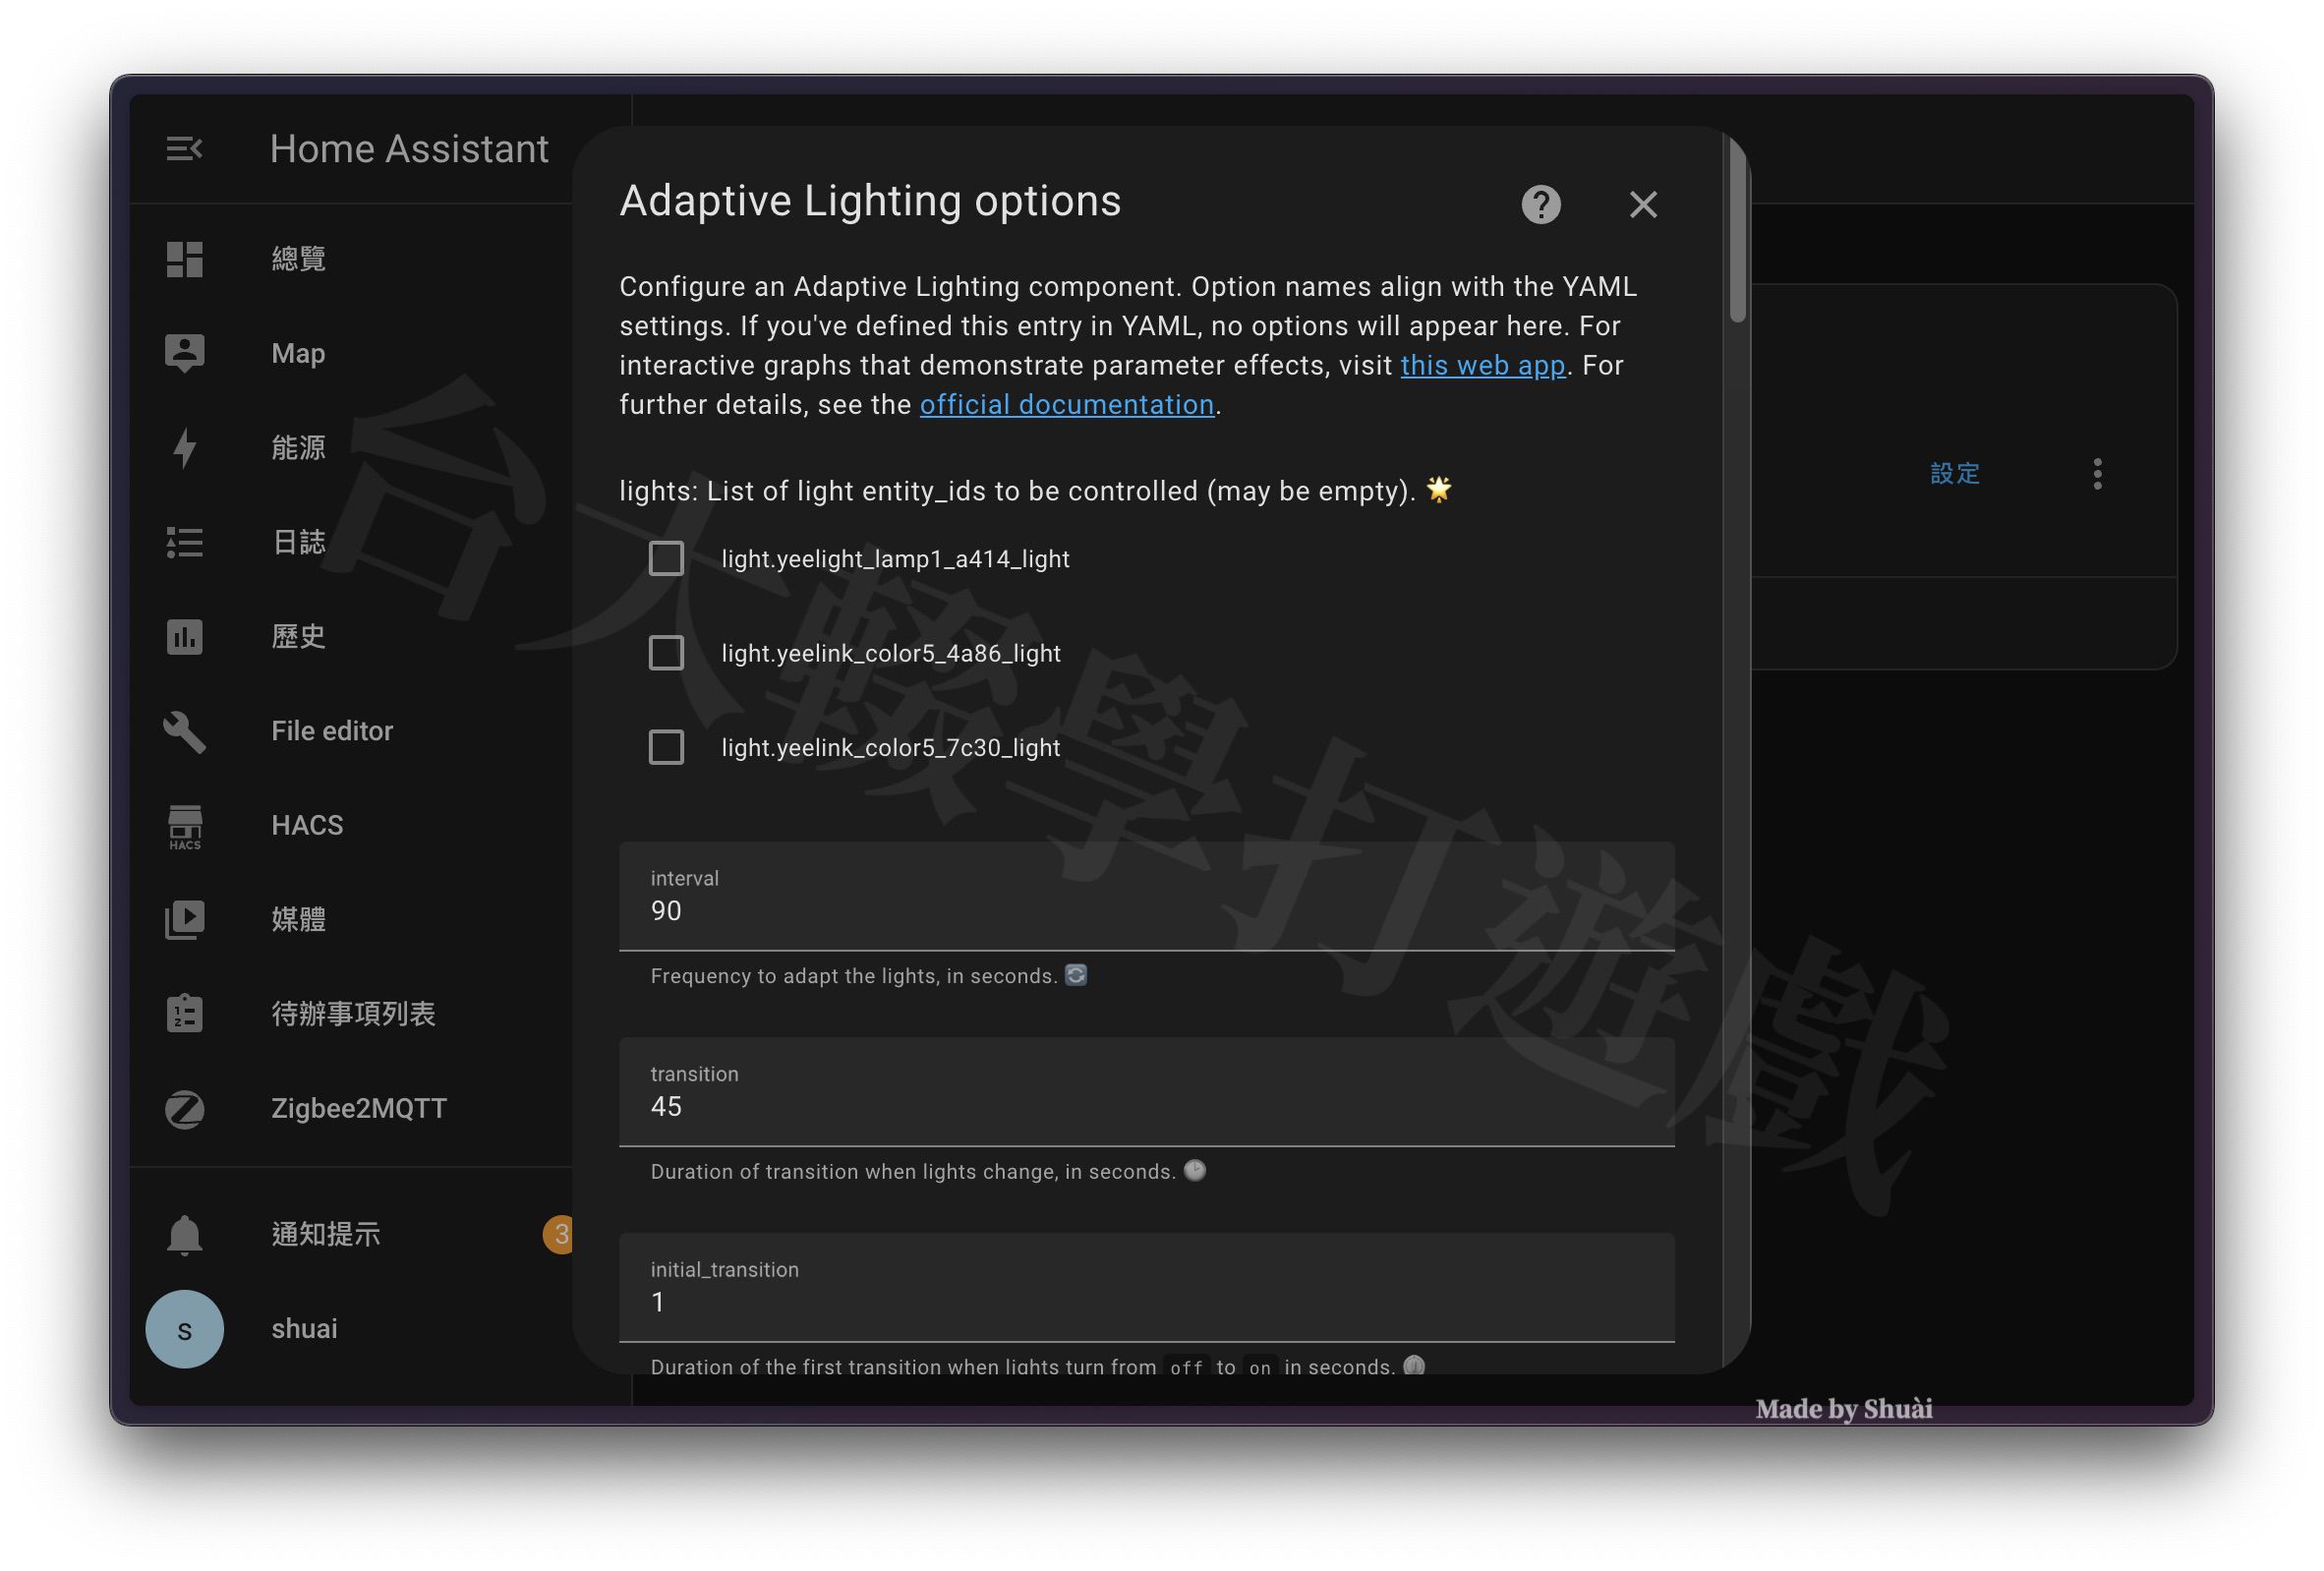 Home Assistant
總覽
Map
能源
日誌
歷史
File editor
HACS
HACS
媒體
待辦事項列表
Zigbee2MQTT
通知提示
3
s
shuai
Adaptive Lighting options
Configure an Adaptive Lighting component. Option names align with the YAML
settings. If you've defined this entry in YAML, no options will appear here. For
interactive graphs that demonstrate parameter effects, visit this web app. For
further details, see the official documentation.
lights: List of light entity_ids to be controlled (may be empty). 🌟
light.yeelight_lamp1_a414_light
light.yeelink_color5_4a86_light
light.yeelink_color5_7c30_light
interval
90
Frequency to adapt the lights, in seconds. 🔄
transition
45
Duration of transition when lights change, in seconds. 🕑
initial_transition
1
Duration of the first transition when lights turn from off to on in seconds.
設定
台大輟學打遊戲
Made by Shuài